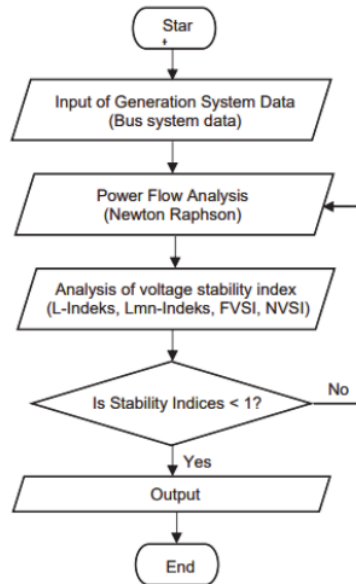 Star
+
Input of Generation System Data
(Bus system data)
Power Flow Analysis
(Newton Raphson)
Analysis of voltage stability index
(L-Indeks, Lmn-Indeks, FVSI, NVSI)
Is Stability Indices < 1?
No
Yes
Output
End